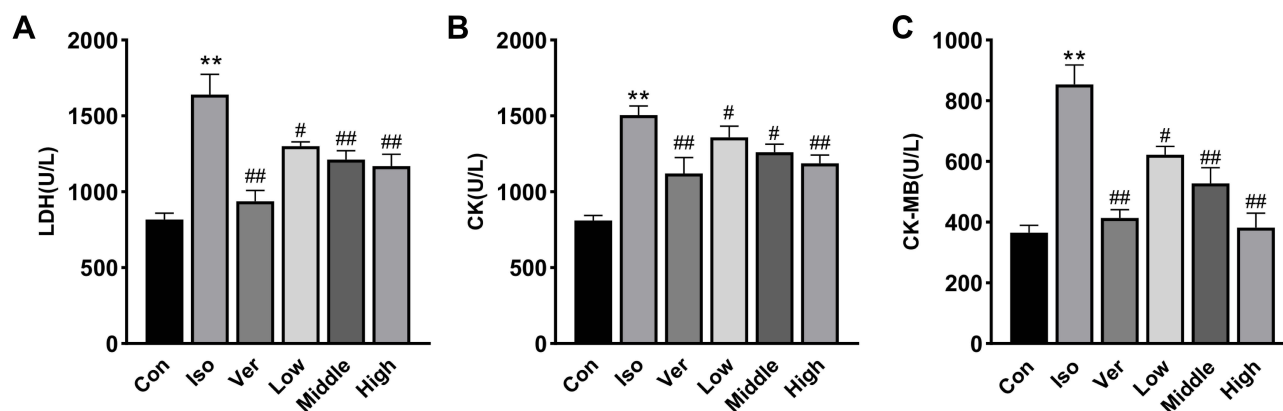 A
LDH(U/L)
2000
1500
1000
500
0
**
##
#
##
##
Con
Iso
Ver
Low
Middle
High
B
CK(U/L)
2000
1500
1000
500
0
**
##
#
#
##
Con
Iso
Ver
Low
Middle
High
C
CK-MB(U/L)
1000
800
600
400
200
0
**
##
#
##
##
Con
Iso
Ver
Low
Middle
High